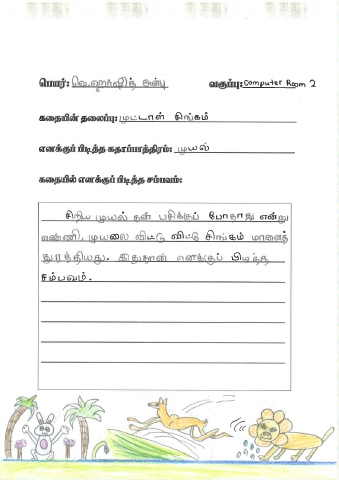 பெயர்: வெ.ஹர்ஷித் அன்பு வகுப்பு: Computer Room 2
கதையின் தலைப்பு: முட்டாள் சிங்கம்
எனக்குப் பிடித்த கதாப்பாத்திரம்: முயல்
கதையில் எனக்குப் பிடித்த சம்பவம்:
சிறிய முயல் தன் பசிக்குப் போதாது என்று
எண்ணி, முயலை விட்டு விட்டு சிங்கம் மானைத்
துரத்தியது. இதுதான் எனக்குப் பிடித்த
சம்பவம்.